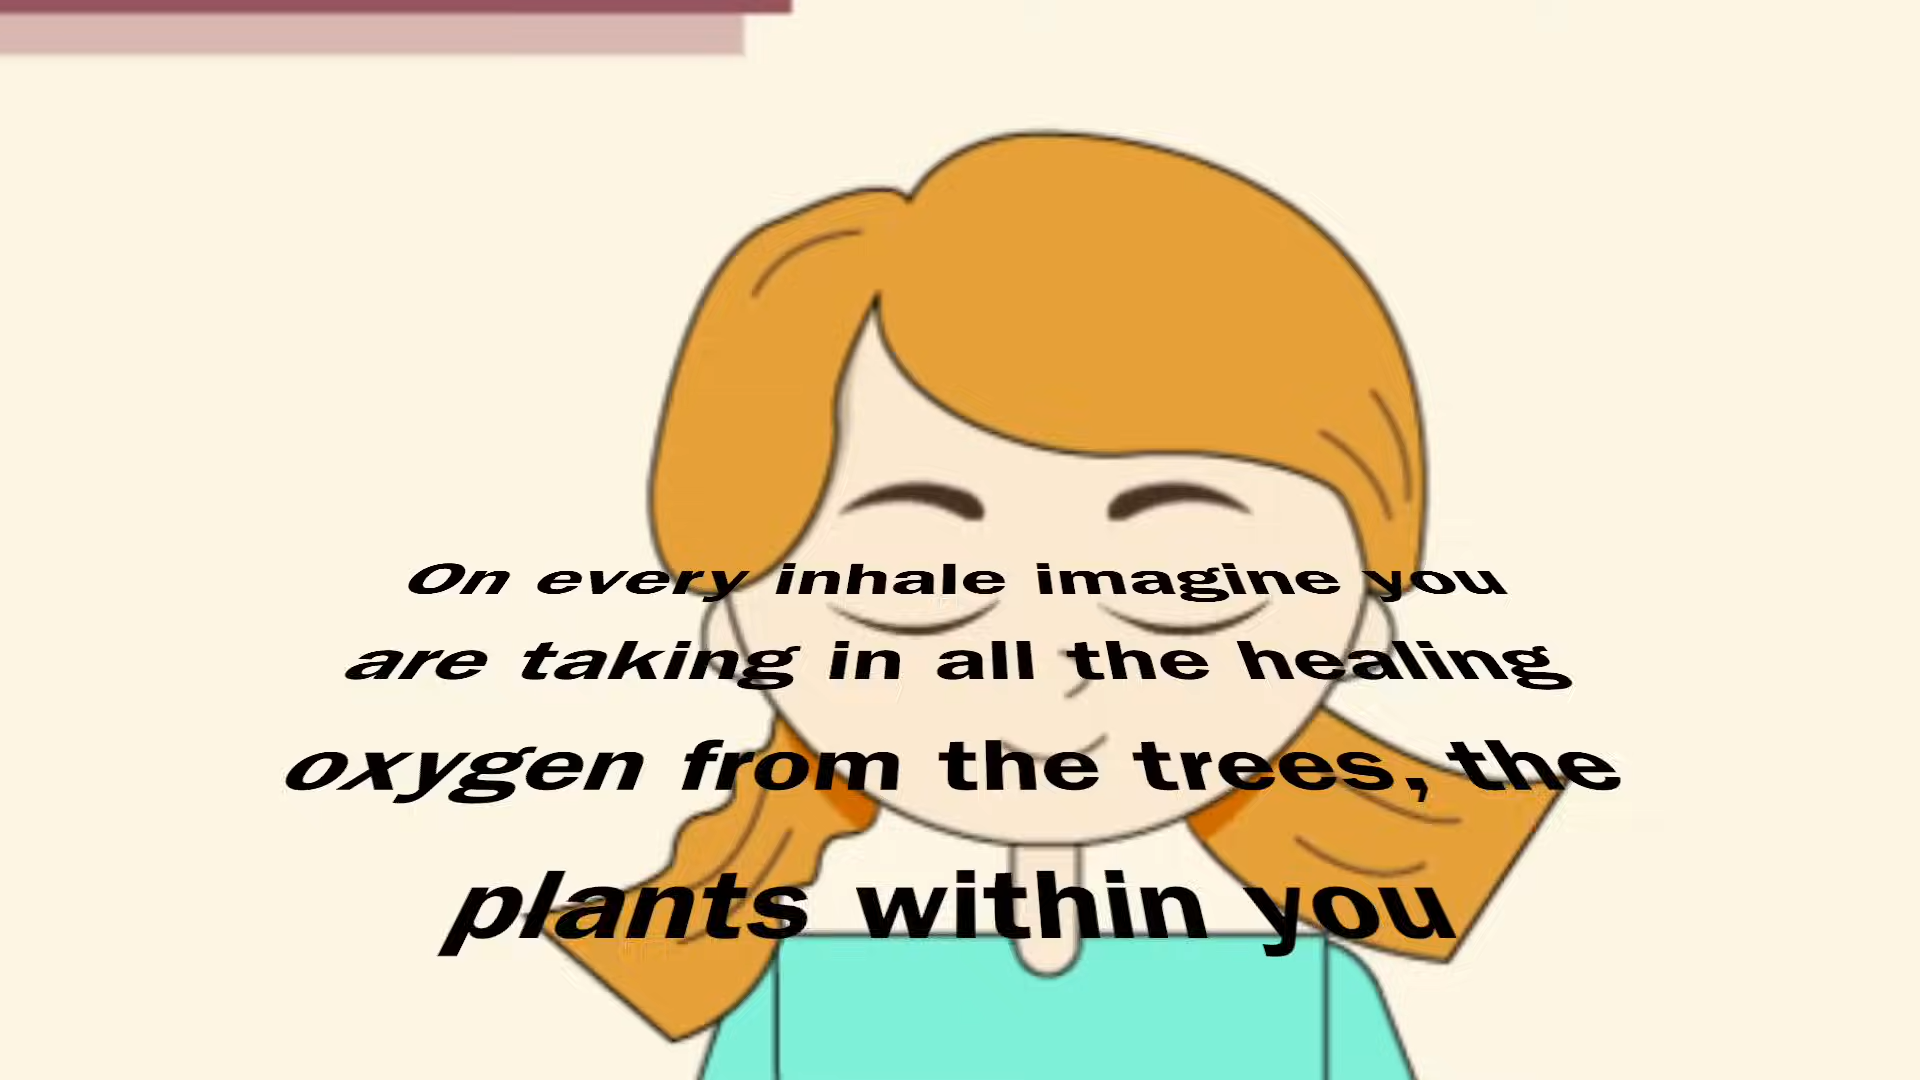 On every inhale imagine you
are taking in all the healing
oxygen from the trees, the
plants within you